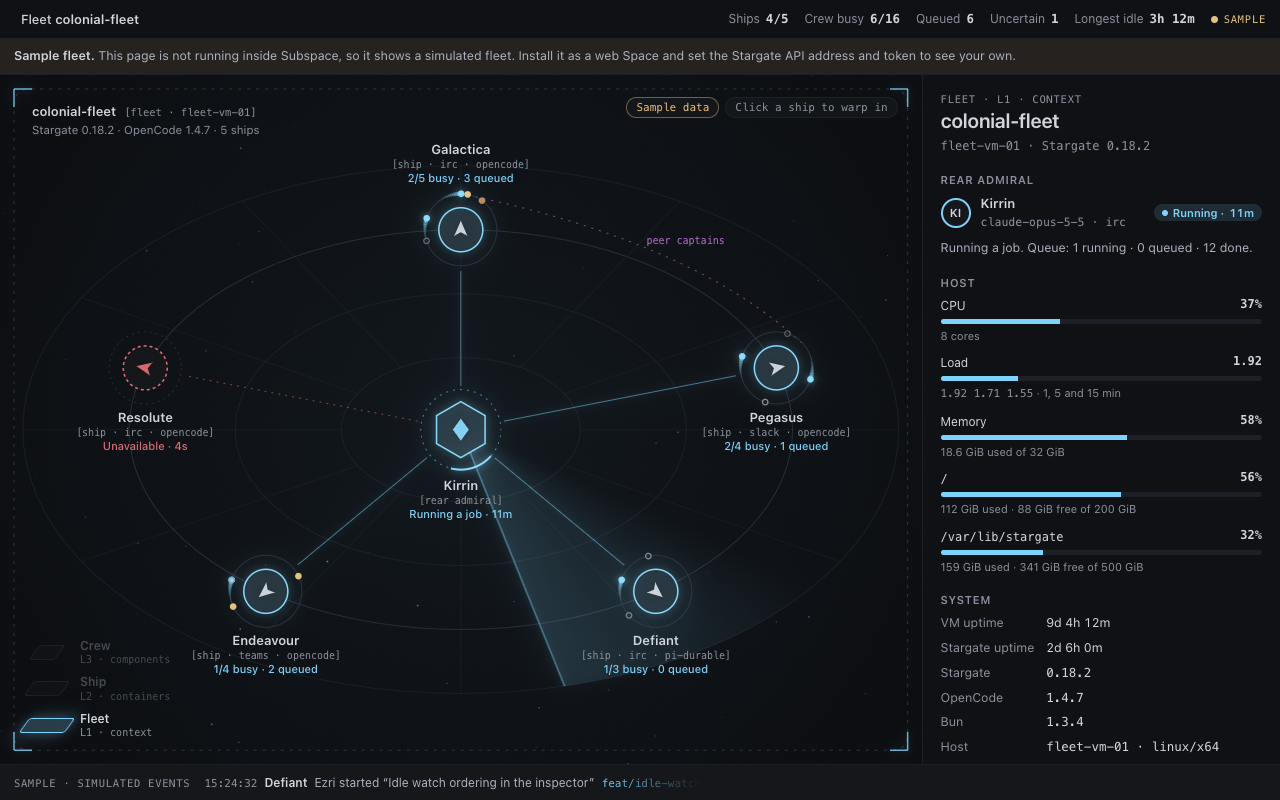 Fleet colonial-fleet
Ships 4/5 Crew busy 6/16 Queued 6 Uncertain 1 Longest idle 3h 12m SAMPLE
Sample fleet. This page is not running inside Subspace, so it shows a simulated fleet. Install it as a web Space and set the Stargate API address and token to see your own.
colonial-fleet [fleet · fleet-vm-01]
Stargate 0.18.2 · OpenCode 1.4.7 · 5 ships
Sample data
Click a ship to warp in
Galactica
[ship · irc · opencode]
2/5 busy · 3 queued
peer captains
Resolute
[ship · irc · opencode]
Unavailable · 4s
Pegasus
[ship · slack · opencode]
2/4 busy · 1 queued
Kirrin
[rear admiral]
Running a job · 11m
Endeavour
[ship · teams · opencode]
1/4 busy · 2 queued
Defiant
[ship · irc · pi-durable]
1/3 busy · 0 queued
Crew
L3 · components
Ship
L2 · containers
Fleet
L1 · context
FLEET · L1 · CONTEXT
colonial-fleet
fleet-vm-01 · Stargate 0.18.2
REAR ADMIRAL
KI
Kirrin
claude-opus-5-5 · irc
Running · 11m
Running a job. Queue: 1 running · 0 queued · 12 done.
HOST
CPU 37%
8 cores
Load 1.92
1.92 1.71 1.55 · 1, 5 and 15 min
Memory 58%
18.6 GiB used of 32 GiB
/ 56%
112 GiB used · 88 GiB free of 200 GiB
/var/lib/stargate 32%
159 GiB used · 341 GiB free of 500 GiB
SYSTEM
VM uptime 9d 4h 12m
Stargate uptime 2d 6h 0m
Stargate 0.18.2
OpenCode 1.4.7
Bun 1.3.4
Host fleet-vm-01 · linux/x64
SAMPLE · SIMULATED EVENTS 15:24:32 Defiant Ezri started “Idle watch ordering in the inspector” feat/idle-watc